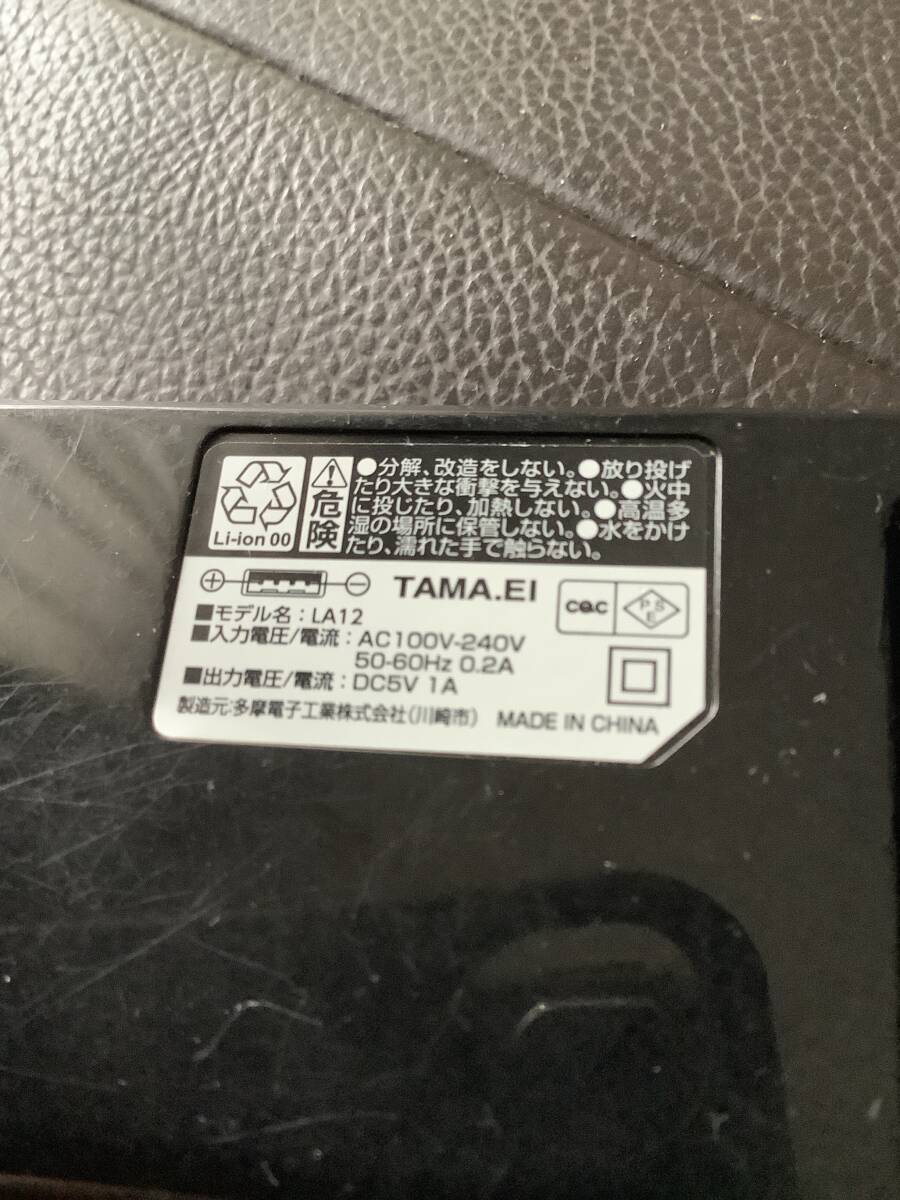 Li-ion 00
危険
●分解、改造をしない。●放り投げ
たり大きな衝撃を与えない。●火中
に投じたり、加熱しない。●高温多
湿の場所に保管しない。●水をかけ
たり、濡れた手で触らない。
TAMA.EI
CQC
PSE
■モデル名：LA12
■入力電圧/電流：AC100V-240V
50-60Hz 0.2A
■出力電圧/電流：DC5V 1A
製造元:多摩電子工業株式会社(川崎市) MADE IN CHINA